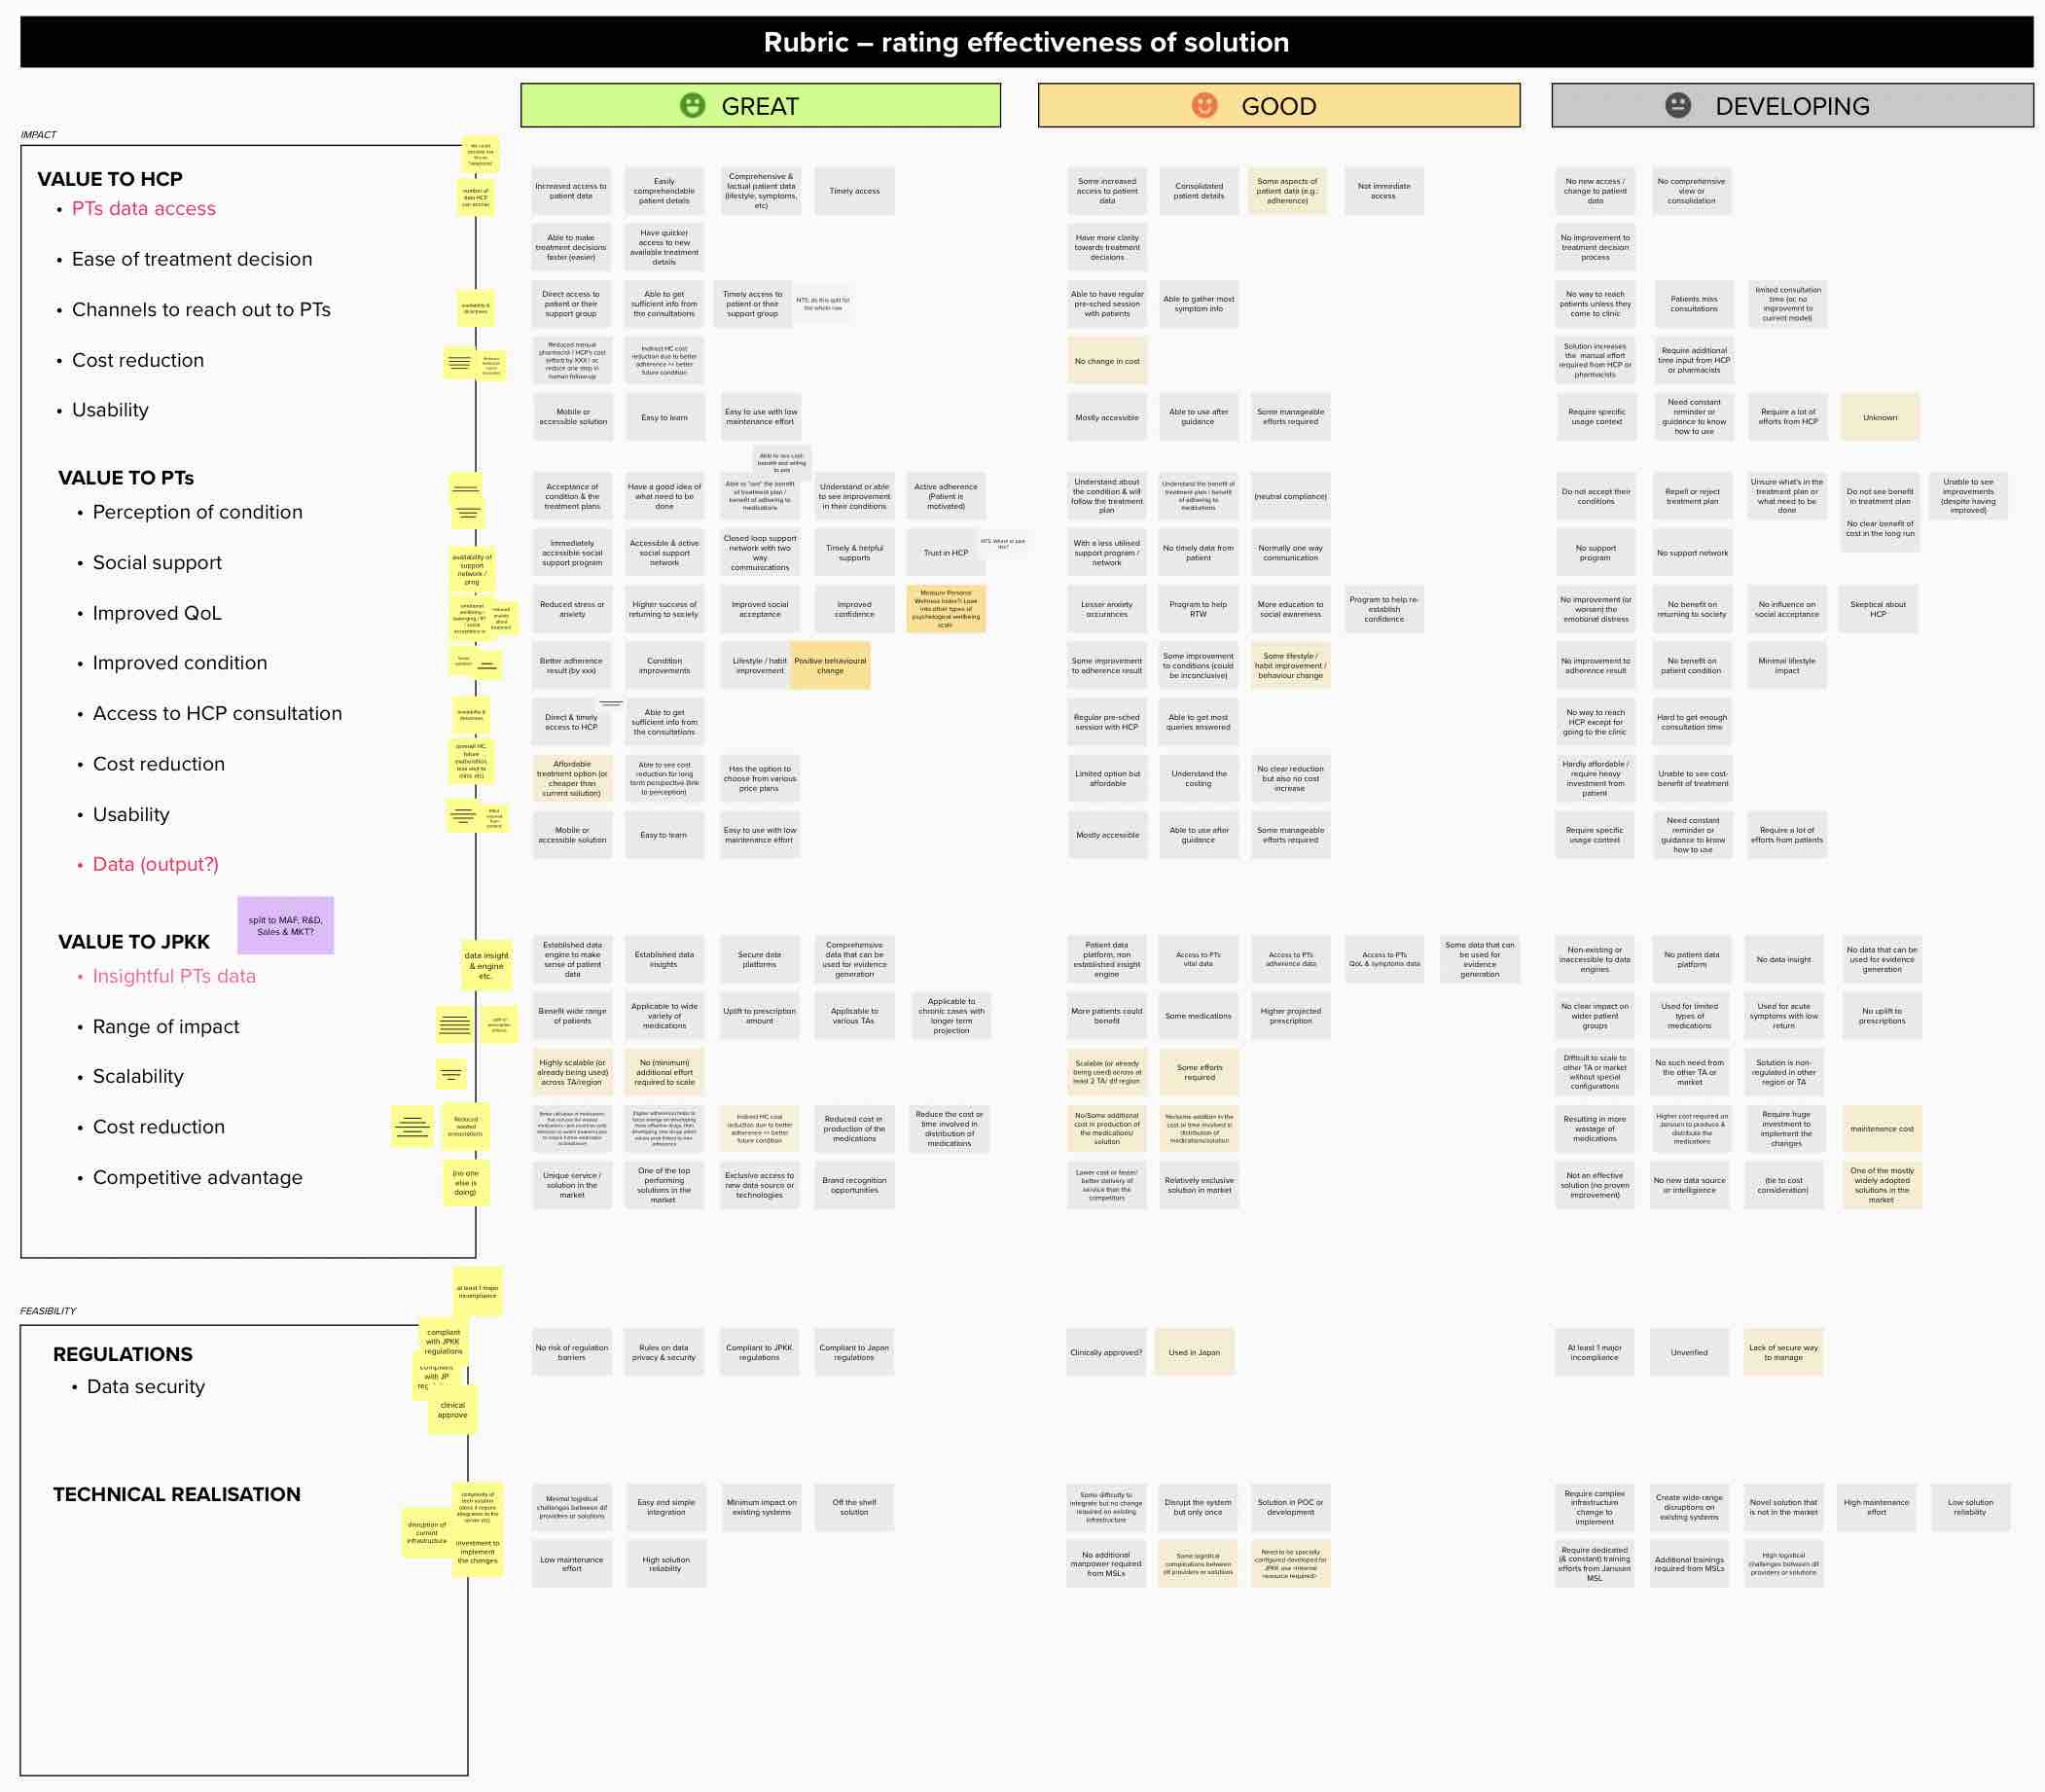 Rubric – rating effectiveness of solution
GREAT
GOOD
DEVELOPING
IMPACT
VALUE TO HCP
• PTs data access
number of
data HCP
can access
Increased access to
patient data
Easily
comprehendable
patient details
Comprehensive &
factual patient data
(lifestyle, symptoms,
etc)
Timely access
Some increased
access to patient
data
Consolidated
patient details
Some aspects of
patient data (e.g.:
adherence)
Not immediate
access
No new access /
change to patient
data
No comprehensive
view or
consolidation
• Ease of treatment decision
Able to make
treatment decisions
faster (easier)
Have quicker
access to new
available treatment
details
Have more clarity
towards treatment
decisions
No improvement to
treatment decision
process
• Channels to reach out to PTs
availability &
directness
Direct access to
patient or their
support group
Able to get
sufficient info from
the consultations
Timely access to
patient or their
support group
NTS: do this split for
the whole row
Able to have regular
pre-sched session
with patients
Able to gather most
symptom info
No way to reach
patients unless they
come to clinic
Patients miss
consultations
limited consultation
time (or no
improvemnt to
current model)
• Cost reduction
Reduced menual
pharmacist / HCP's cost
(effort) by XXX / or
reduce one step in
human followup
Indirect HC cost
reduction due to better
adherence => better
future condition
No change in cost
Solution increases
the manual effort
required from HCP or
pharmacists
Require additional
time input from HCP
or pharmacists
• Usability
Mobile or
accessible solution
Easy to learn
Easy to use with low
maintenance effort
Mostly accessible
Able to use after
guidance
Some manageable
efforts required
Require specific
usage context
Need constant
reminder or
guidance to know
how to use
Require a lot of
efforts from HCP
Unknown
VALUE TO PTs
• Perception of condition
Able to see cost-
benefit and willing
to pay
Acceptance of
condition & the
treatment plans
Have a good idea of
what need to be
done
Able to "see" the benefit
of treatment plan /
benefit of adhering to
medications
Understand or able
to see improvement
in their conditions
Active adherence
(Patient is
motivated)
Understand about
the condition & will
follow the treatment
plan
Understand the benefit of
treatment plan / benefit
of adhering to
medications
(neutral compliance)
Do not accept their
conditions
Repell or reject
treatment plan
Unsure what's in the
treatment plan or
what need to be
done
Do not see benefit
in treatment plan
Unable to see
improvements
(despite having
improved)
No clear benefit of
cost in the long run
• Social support
availability of
support
network /
prog
Immediately
accessible social
support program
Accessible & active
social support
network
Closed loop support
network with two
way
communications
Timely & helpful
supports
Trust in HCP
With a less utilised
support program /
network
No timely data from
patient
Normally one way
communication
No support
program
No support network
• Improved QoL
Reduced stress or
anxiety
Higher success of
returning to society
Improved social
acceptance
Improved
confidence
Measure Personal
Wellness Index?? Look
into other types of
psychological wellbeing
scale
Lesser anxiety
occurances
Program to help
RTW
More education to
social awareness
Program to help re-
establish
confidence
No improvement (or
worsen) the
emotional distress
No benefit on
returning to society
No influence on
social acceptance
Skeptical about
HCP
• Improved condition
Better adherence
result (by xxx)
Condition
improvements
Lifestyle / habit
improvement
Positive behavioural
change
Some improvement
to adherence result
Some improvement
to conditions (could
be inconclusive)
Some lifestyle /
habit improvement /
behaviour change
No improvement to
adherence result
No benefit on
patient condition
Minimal lifestyle
impact
• Access to HCP consultation
availability &
directness
Direct & timely
access to HCP
Able to get
sufficient info from
the consultations
Regular pre-sched
session with HCP
Able to get most
queries answered
No way to reach
HCP except for
going to the clinic
Hard to get enough
consultation time
• Cost reduction
Affordable
treatment option (or
cheaper than
current solution)
Able to see cost
reduction for long
term perspective (link
to perception)
Has the option to
choose from various
price plans
Limited option but
affordable
Understand the
costing
No clear reduction
but also no cost
increase
Hardly affordable /
require heavy
investment from
patient
Unable to see cost-
benefit of treatment
• Usability
Mobile or
accessible solution
Easy to learn
Easy to use with low
maintenance effort
Mostly accessible
Able to use after
guidance
Some manageable
efforts required
Require specific
usage context
Need constant
reminder or
guidance to know
how to use
Require a lot of
efforts from patients
• Data (output?)
split to MAF, R&D,
Sales & MKT?
VALUE TO JPKK
• Insightful PTs data
data insight
& engine
etc.
Established data
engine to make
sense of patient
data
Established data
insights
Secure data
platforms
Comprehensive
data that can be
used for evidence
generation
Patient data
platform, non
established insight
engine
Access to PTs
vital data
Access to PTs
adherence data
Access to PTs
QoL & symptoms data
Some data that can
be used for
evidence
generation
Non-existing or
inaccessible to data
engines
No patient data
platform
No data insight
No data that can be
used for evidence
generation
• Range of impact
Benefit wide range
of patients
Applicable to wide
variety of
medications
Uplift to prescription
amount
Applicable to
various TAs
Applicable to
chronic cases with
longer term
projection
More patients could
benefit
Some medications
Higher projected
prescription
No clear impact on
wider patient
groups
Used for limited
types of
medications
Used for acute
symptoms with low
return
No uplift to
prescriptions
• Scalability
Highly scalable (or
already being used)
across TA/region
No (minimum)
additional effort
required to scale
Scalable (or already
being used) across at
least 2 TA/ dif region
Some efforts
required
Difficult to scale to
other TA or market
without special
configurations
No such need from
the other TA or
market
Solution is non-
regulated in other
region or TA
• Cost reduction
Reduced
wasted
prescriptions
Indirect HC cost
reduction due to better
adherence => better
future condition
Reduced cost in
production of the
medications
Reduce the cost or
time involved in
distribution of
medications
No/Some additional
cost in production of
the medications/
solution
No/some addition in the
cost or time involved in
distribution of
medications/solution
Resulting in more
wastage of
medications
Higher cost required on
Janssen to produce &
distribute the
medications
Require huge
investment to
implement the
changes
maintenance cost
• Competitive advantage
(no one
else is
doing)
Unique service /
solution in the
market
One of the top
performing
solutions in the
market
Exclusive access to
new data source or
technologies
Brand recognition
opportunities
Lower cost or faster/
better delivery of
service than the
competitors
Relatively exclusive
solution in market
Not an effective
solution (no proven
improvement)
No new data source
or intelligience
(tie to cost
consideration)
One of the mostly
widely adopted
solutions in the
market
at least 1 major
incompliance
FEASIBILITY
REGULATIONS
• Data security
compliant
with JPKK
regulations
compliant
with JP
clinical
approve
No risk of regulation
barriers
Rules on data
privacy & security
Compliant to JPKK
regulations
Compliant to Japan
regulations
Clinically approved?
Used in Japan
At least 1 major
incompliance
Unverified
Lack of secure way
to manage
TECHNICAL REALISATION
disruption of
current
infrastructure
investment to
implement
the changes
Menimal logistical
challenges between dif
providers or solutions
Easy and simple
integration
Minimum impact on
existing systems
Off the shelf
solution
Some difficulty to
integrate but no change
required on existing
infrastructure
Disrupt the system
but only once
Solution in POC or
development
Require complex
infrastructure
change to
implement
Create wide-range
disruptions on
existing systems
Novel solution that
is not in the market
High maintenance
effort
Low solution
reliability
Low maintenance
effort
High solution
reliability
No additional
manpower required
from MSLs
Some logistical
complications between
dif providers or solutions
Need to be specially
configured developed for
JPKK use (internal
resource required)
Require dedicated
(& constant) training
efforts from Janssen
MSL
Additional trainings
required from MSLs
High logistical
challenges between dif
providers or solutions